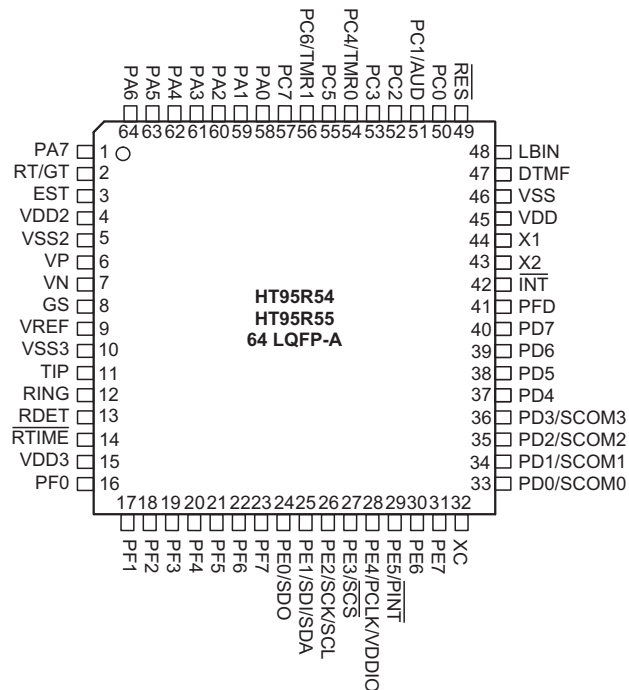 PA6
PA5
PA4
PA3
PA2
PA1
PA0
PC7
PC6/TMR1
PC5
PC4/TMR0
PC3
PC2
PC1/AUD
PC0
RES
64 63 62 61 60 59 58 57 56 55 54 53 52 51 50 49
PA7 1
RT/GT 2
EST 3
VDD2 4
VSS2 5
VP 6
VN 7
GS 8
VREF 9
VSS3 10
TIP 11
RING 12
RDET 13
RTIME 14
VDD3 15
PF0 16
HT95R54
HT95R55
64 LQFP-A
48 LBIN
47 DTMF
46 VSS
45 VDD
44 X1
43 X2
42 INT
41 PFD
40 PD7
39 PD6
38 PD5
37 PD4
36 PD3/SCOM3
35 PD2/SCOM2
34 PD1/SCOM1
33 PD0/SCOM0
17 18 19 20 21 22 23 24 25 26 27 28 29 30 31 32
PF1
PF2
PF3
PF4
PF5
PF6
PF7
PE0/SDO
PE1/SDI/SDA
PE2/SCK/SCL
PE3/SCS
PE4/PCLK/VDDIO
PE5/PINT
PE6
PE7
XC